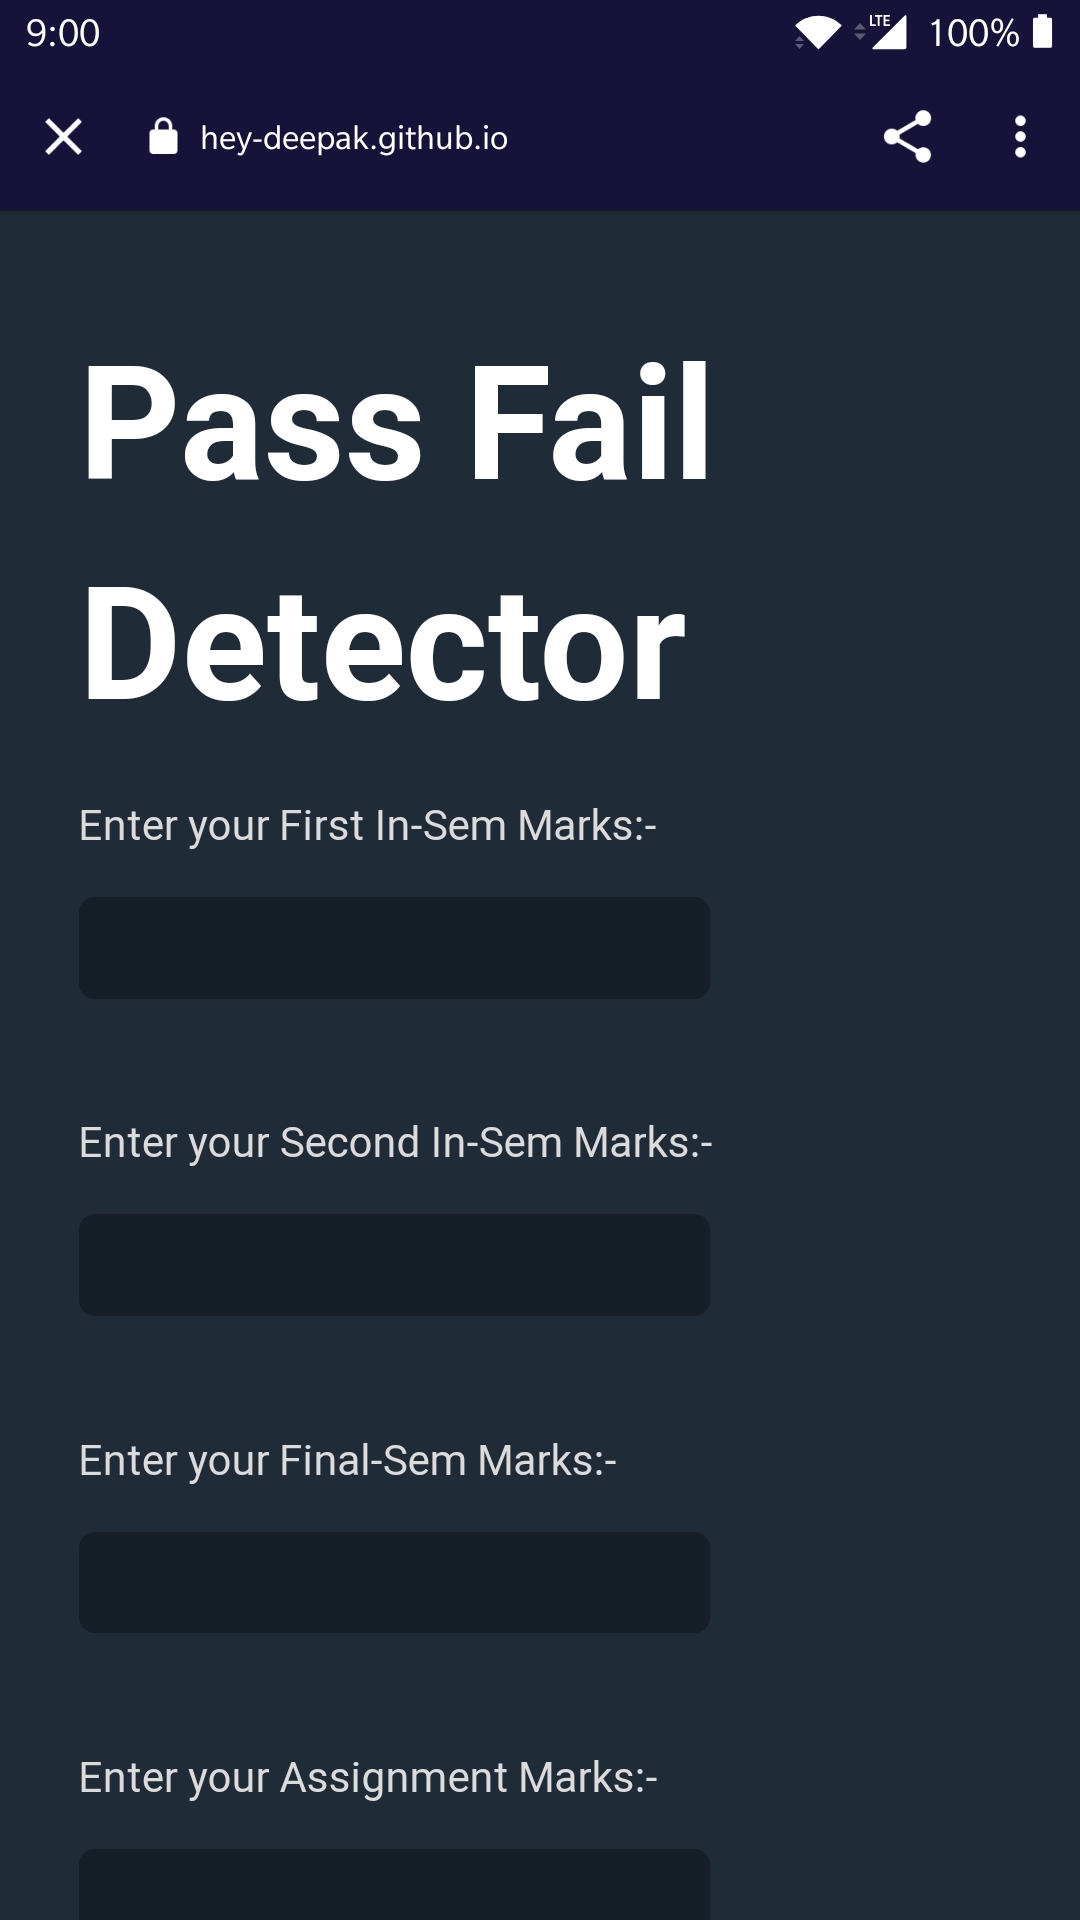 9:00
LTE
100%
hey-deepak.github.io
Pass Fail
Detector
Enter your First In-Sem Marks:-
Enter your Second In-Sem Marks:-
Enter your Final-Sem Marks:-
Enter your Assignment Marks:-